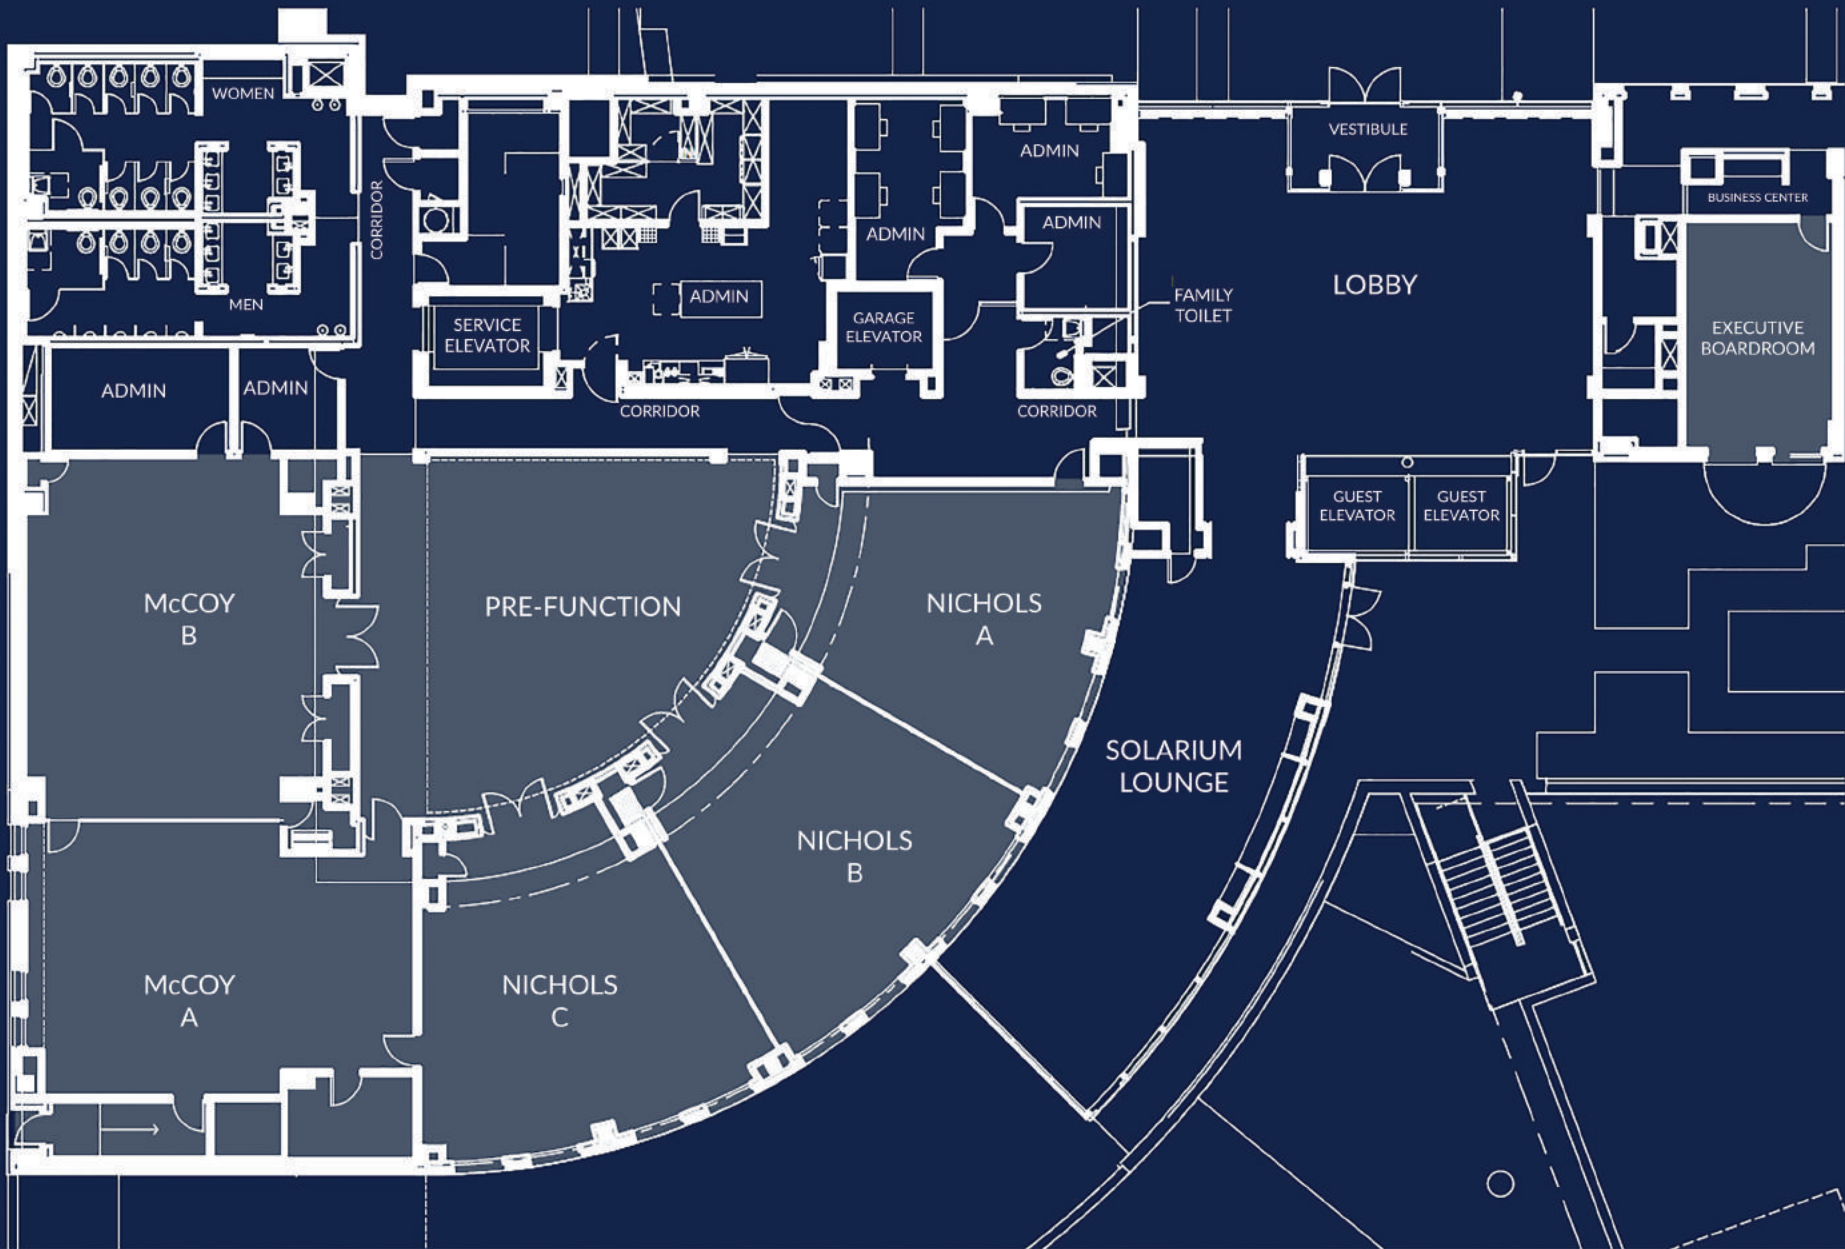 WOMEN
CORRIDOR
MEN
ADMIN
ADMIN
SERVICE
ELEVATOR
ADMIN
ADMIN
ADMIN
ADMIN
GARAGE
ELEVATOR
FAMILY
TOILET
CORRIDOR
CORRIDOR
VESTIBULE
LOBBY
BUSINESS CENTER
EXECUTIVE
BOARDROOM
GUEST
ELEVATOR
GUEST
ELEVATOR
McCOY
B
PRE-FUNCTION
NICHOLS
A
SOLARIUM
LOUNGE
NICHOLS
B
McCOY
A
NICHOLS
C